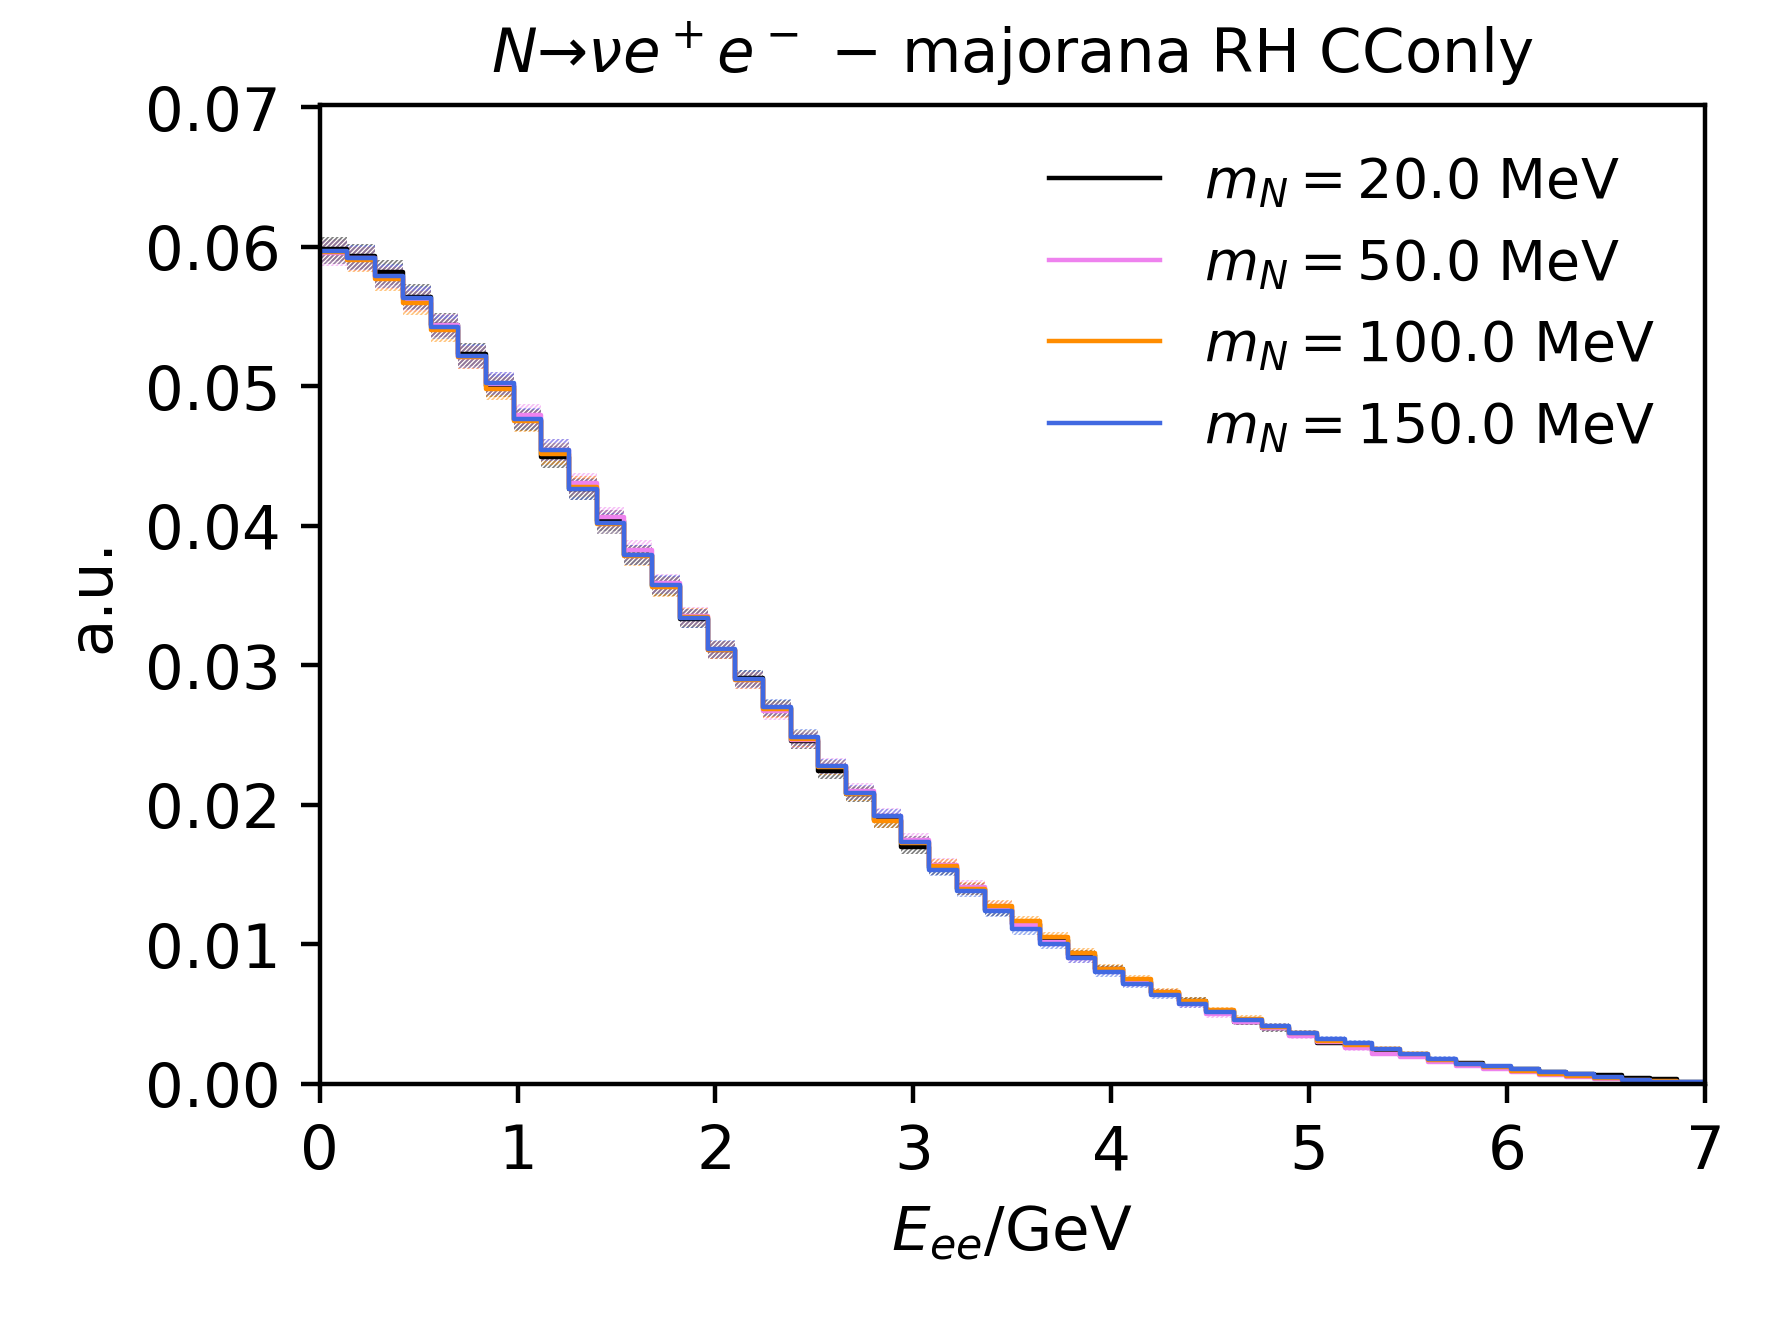 N→νe⁺e⁻ − majorana RH CConly
0.07
0.06
0.05
0.04
0.03
0.02
0.01
0.00
a.u.
m_N = 20.0 MeV
m_N = 50.0 MeV
m_N = 100.0 MeV
m_N = 150.0 MeV
0 1 2 3 4 5 6 7
E_ee/GeV